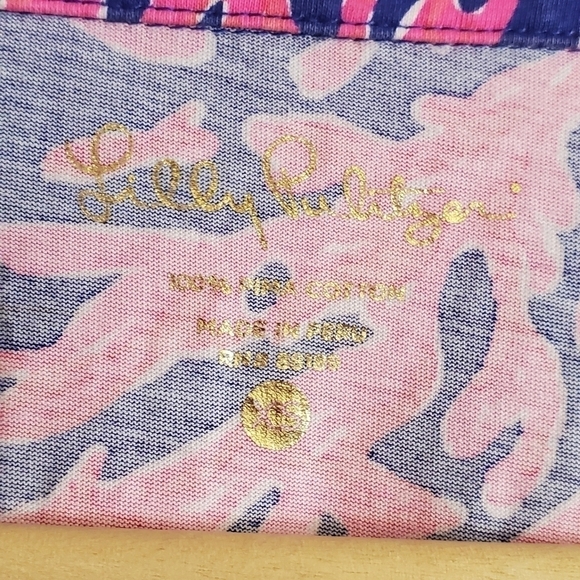 Lilly Pulitzer
100% PIMA COTTON
MADE IN PERU